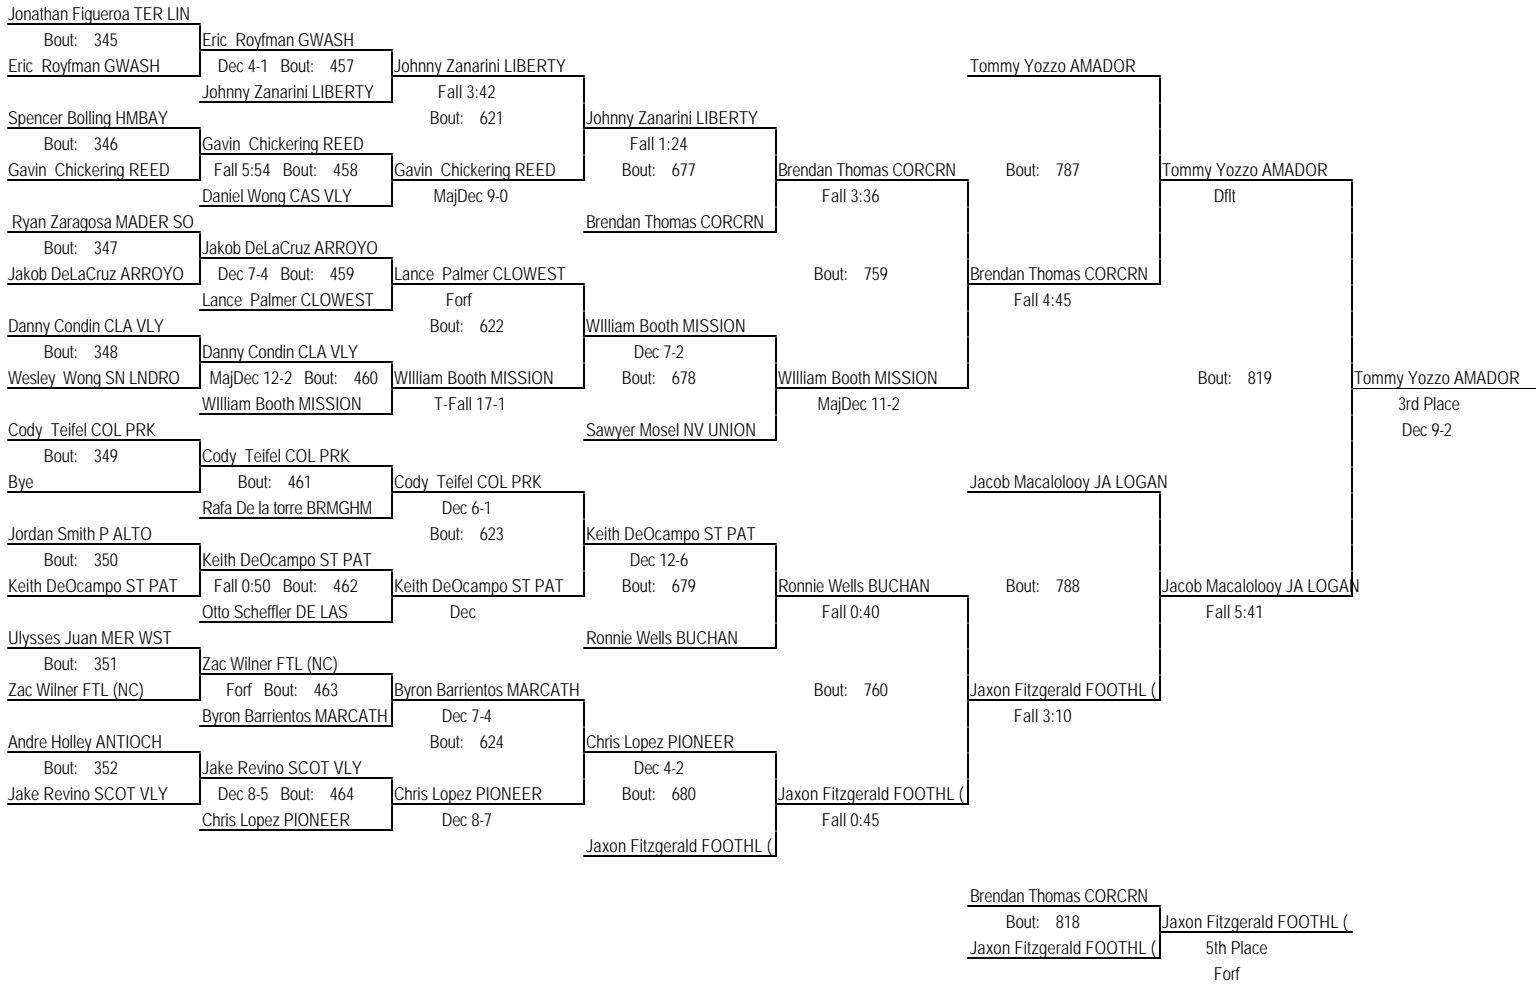 Jonathan Figueroa TER LIN
Bout: 345
Eric Royfman GWASH
Spencer Bolling HMBAY
Bout: 346
Gavin Chickering REED
Ryan Zaragosa MADER SO
Bout: 347
Jakob DeLaCruz ARROYO
Danny Condin CLA VLY
Bout: 348
Wesley Wong SN LNDRO
Cody Teifel COL PRK
Bout: 349
Bye
Jordan Smith P ALTO
Bout: 350
Keith DeOcampo ST PAT
Ulysses Juan MER WST
Bout: 351
Zac Wilner FTL (NC)
Andre Holley ANTIOCH
Bout: 352
Jake Revino SCOT VLY
Eric Royfman GWASH
Dec 4-1 Bout: 457
Johnny Zanarini LIBERTY
Gavin Chickering REED
Fall 5:54 Bout: 458
Daniel Wong CAS VLY
Jakob DeLaCruz ARROYO
Dec 7-4 Bout: 459
Lance Palmer CLOWEST
Danny Condin CLA VLY
MajDec 12-2 Bout: 460
WIlliam Booth MISSION
Cody Teifel COL PRK
Bout: 461
Rafa De la torre BRMGHM
Keith DeOcampo ST PAT
Fall 0:50 Bout: 462
Otto Scheffler DE LAS
Zac Wilner FTL (NC)
Forf Bout: 463
Byron Barrientos MARCATH
Jake Revino SCOT VLY
Dec 8-5 Bout: 464
Chris Lopez PIONEER
Johnny Zanarini LIBERTY
Fall 3:42
Bout: 621
Gavin Chickering REED
MajDec 9-0
Lance Palmer CLOWEST
Forf
Bout: 622
WIlliam Booth MISSION
T-Fall 17-1
Cody Teifel COL PRK
Dec 6-1
Bout: 623
Keith DeOcampo ST PAT
Dec
Byron Barrientos MARCATH
Dec 7-4
Bout: 624
Chris Lopez PIONEER
Dec 8-7
Johnny Zanarini LIBERTY
Fall 1:24
Bout: 677
Brendan Thomas CORCRN
WIlliam Booth MISSION
Dec 7-2
Bout: 678
Sawyer Mosel NV UNION
Keith DeOcampo ST PAT
Dec 12-6
Bout: 679
Ronnie Wells BUCHAN
Chris Lopez PIONEER
Dec 4-2
Bout: 680
Jaxon Fitzgerald FOOTHL (
Brendan Thomas CORCRN
Fall 3:36
Bout: 759
WIlliam Booth MISSION
MajDec 11-2
Ronnie Wells BUCHAN
Fall 0:40
Bout: 760
Jaxon Fitzgerald FOOTHL (
Fall 0:45
Tommy Yozzo AMADOR
Bout: 787
Brendan Thomas CORCRN
Fall 4:45
Jacob Macalolooy JA LOGAN
Bout: 788
Jaxon Fitzgerald FOOTHL (
Fall 3:10
Tommy Yozzo AMADOR
Dflt
Bout: 819
Jacob Macalolooy JA LOGAN
Fall 5:41
Tommy Yozzo AMADOR
3rd Place
Dec 9-2
Brendan Thomas CORCRN
Bout: 818
Jaxon Fitzgerald FOOTHL (
Jaxon Fitzgerald FOOTHL (
5th Place
Forf